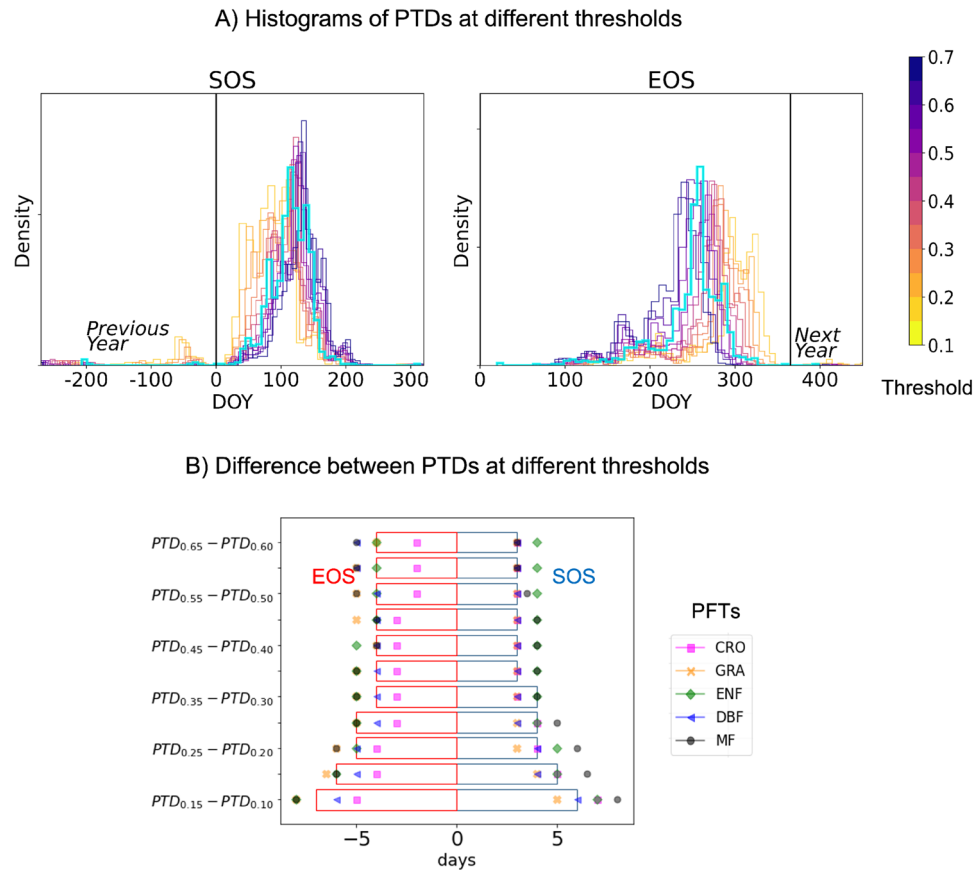 A) Histograms of PTDs at different thresholds
SOS
EOS
Density
Density
Previous
Year
Next
Year
-200 -100 0 100 200 300
0 100 200 300 400
DOY
DOY
0.7
0.6
0.5
0.4
0.3
0.2
0.1
Threshold
B) Difference between PTDs at different thresholds
PTD0.65 − PTD0.60
PTD0.55 − PTD0.50
PTD0.45 − PTD0.40
PTD0.35 − PTD0.30
PTD0.25 − PTD0.20
PTD0.15 − PTD0.10
EOS
SOS
−5 0 5
days
PFTs
CRO
GRA
ENF
DBF
MF